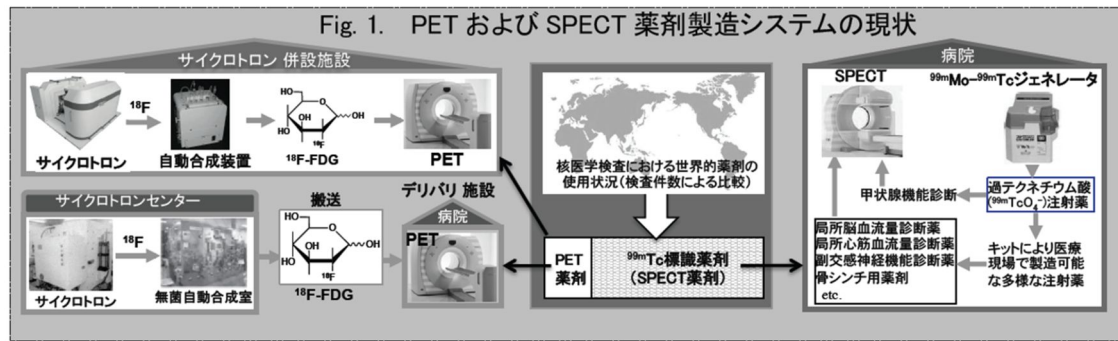 Fig. 1. PET および SPECT 薬剤製造システムの現状
サイクロトロン 併設施設
18F
サイクロトロン
自動合成装置
HO
OH
HO
HO
OH
18F
18F-FDG
PET
サイクロトロンセンター
18F
サイクロトロン
無菌自動合成室
搬送
HO
OH
HO
HO
OH
18F
18F-FDG
デリバリ 施設
病院
PET
核医学検査における世界的薬剤の
使用状況(検査件数による比較)
PET
薬剤
99mTc標識薬剤
(SPECT薬剤)
病院
SPECT
99mMo-99mTcジェネレータ
甲状腺機能診断
過テクネチウム酸
(99mTcO4-)注射薬
局所脳血流量診断薬
局所心筋血流量診断薬
副交感神経機能診断薬
骨シンチ用薬剤
etc.
キットにより医療
現場で製造可能
な多様な注射薬